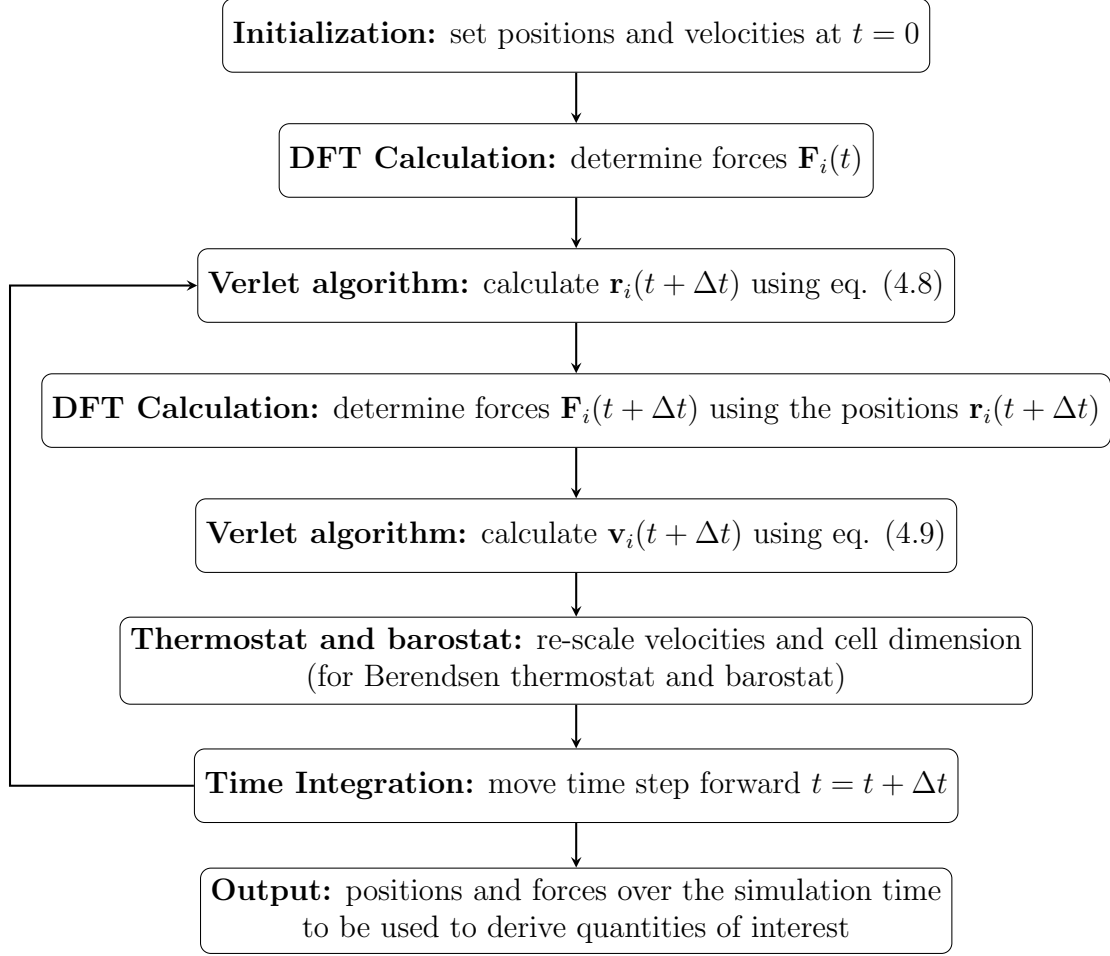 Initialization: set positions and velocities at t = 0
DFT Calculation: determine forces F_i(t)
Verlet algorithm: calculate r_i(t + Δt) using eq. (4.8)
DFT Calculation: determine forces F_i(t + Δt) using the positions r_i(t + Δt)
Verlet algorithm: calculate v_i(t + Δt) using eq. (4.9)
Thermostat and barostat: re-scale velocities and cell dimension
(for Berendsen thermostat and barostat)
Time Integration: move time step forward t = t + Δt
Output: positions and forces over the simulation time
to be used to derive quantities of interest